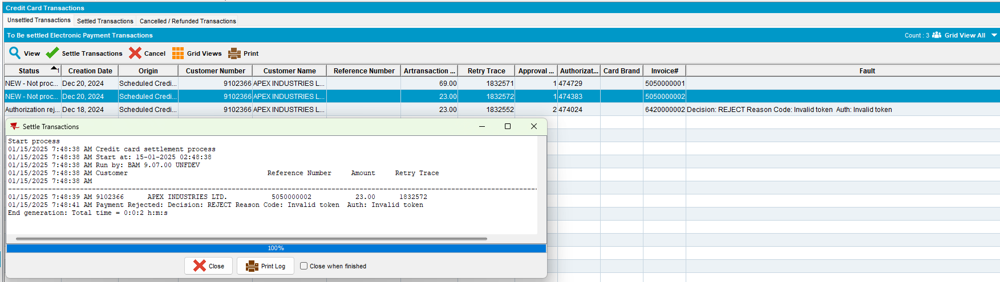 Credit Card Transactions
Unsettled Transactions Settled Transactions Cancelled / Refunded Transactions
To Be settled Electronic Payment Transactions Count : 3 Grid View All
View Settle Transactions Cancel Grid Views Print
Status 1 Creation Date Origin Customer Number Customer Name Reference Number Artransaction ... Retry Trace Approval ... Authorizat... Card Brand Invoice# Fault
NEW - Not proc... Dec 20, 2024 Scheduled Credi... 9102366 APEX INDUSTRIES L... 69.00 1832571 1 474729 5050000001
NEW - Not proc... Dec 20, 2024 Scheduled Credi... 9102366 APEX INDUSTRIES L... 23.00 1832572 1 474383 5050000002
Authorization rej... Dec 18, 2024 Scheduled Credi... 9102366 APEX INDUSTRIES L... 23.00 1832552 2 474024 6420000002 Decision: REJECT Reason Code: Invalid token Auth: Invalid token
Settle Transactions
Start process
01/15/2025 7:48:38 AM Credit card settlement process
01/15/2025 7:48:38 AM Start at: 15-01-2025 02:48:38
01/15/2025 7:48:38 AM Run by: BAM 9.07.00 UNFDEV
01/15/2025 7:48:38 AM Customer Reference Number Amount Retry Trace
01/15/2025 7:48:38 AM
01/15/2025 7:48:39 AM 9102366 APEX INDUSTRIES LTD. 5050000002 23.00 1832572
01/15/2025 7:48:41 AM Payment Rejected: Decision: REJECT Reason Code: Invalid token Auth: Invalid token
End generation: Total time = 0:0:2 h:m:s
100%
Close Print Log Close when finished